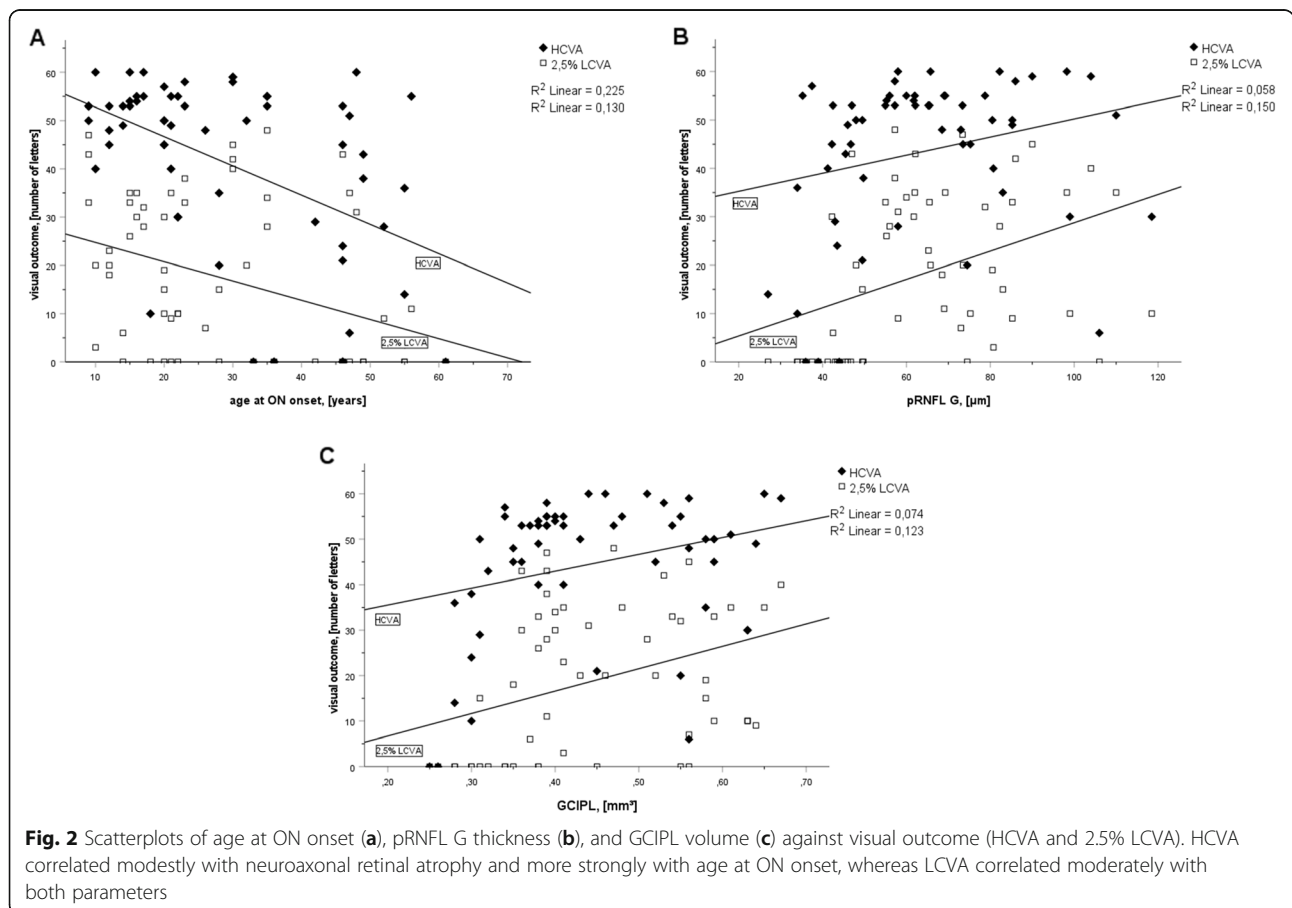 A
◆ HCVA
□ 2,5% LCVA
R² Linear = 0,225
R² Linear = 0,130
visual outcome, [number of letters]
60
50
40
30
20
10
0
HCVA
2,5% LCVA
10 20 30 40 50 60 70
age at ON onset, [years]
B
◆ HCVA
□ 2,5% LCVA
R² Linear = 0,058
R² Linear = 0,150
visual outcome, [number of letters]
60
50
40
30
20
10
0
HCVA
2,5% LCVA
20 40 60 80 100 120
pRNFL G, [µm]
C
◆ HCVA
□ 2,5% LCVA
R² Linear = 0,074
R² Linear = 0,123
visual outcome, [number of letters]
60
50
40
30
20
10
0
HCVA
2,5% LCVA
,20 ,30 ,40 ,50 ,60 ,70
GCIPL, [mm³]
Fig. 2 Scatterplots of age at ON onset (a), pRNFL G thickness (b), and GCIPL volume (c) against visual outcome (HCVA and 2.5% LCVA). HCVA
correlated modestly with neuroaxonal retinal atrophy and more strongly with age at ON onset, whereas LCVA correlated moderately with
both parameters